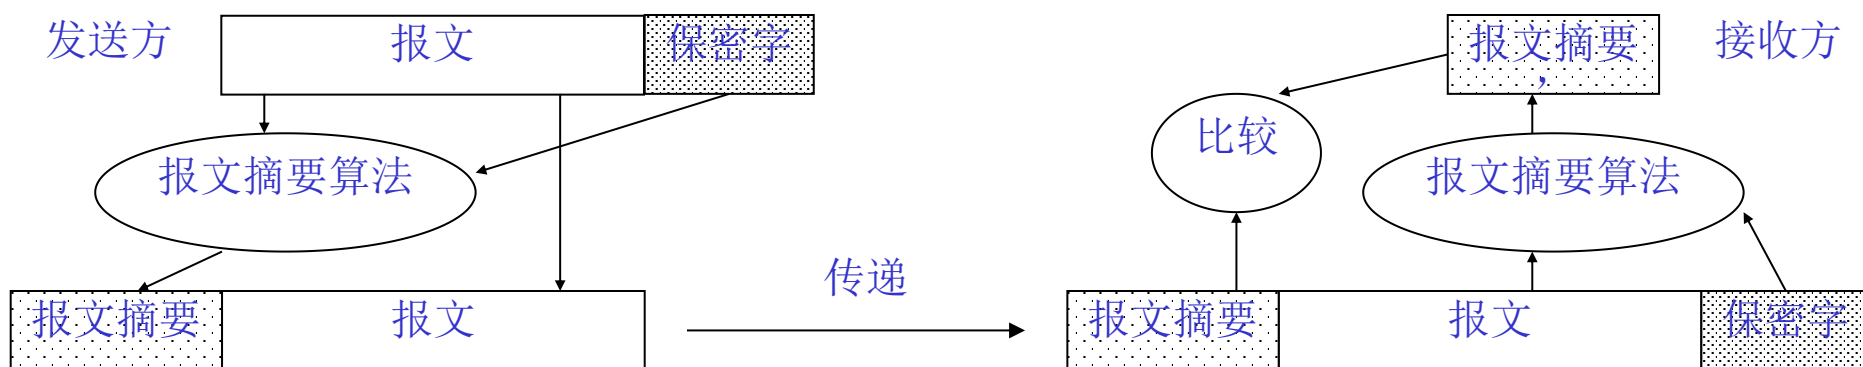 发送方
报文
保密字
报文摘要算法
报文摘要
报文
传递
报文摘要
,
接收方
比较
报文摘要算法
报文摘要
报文
保密字